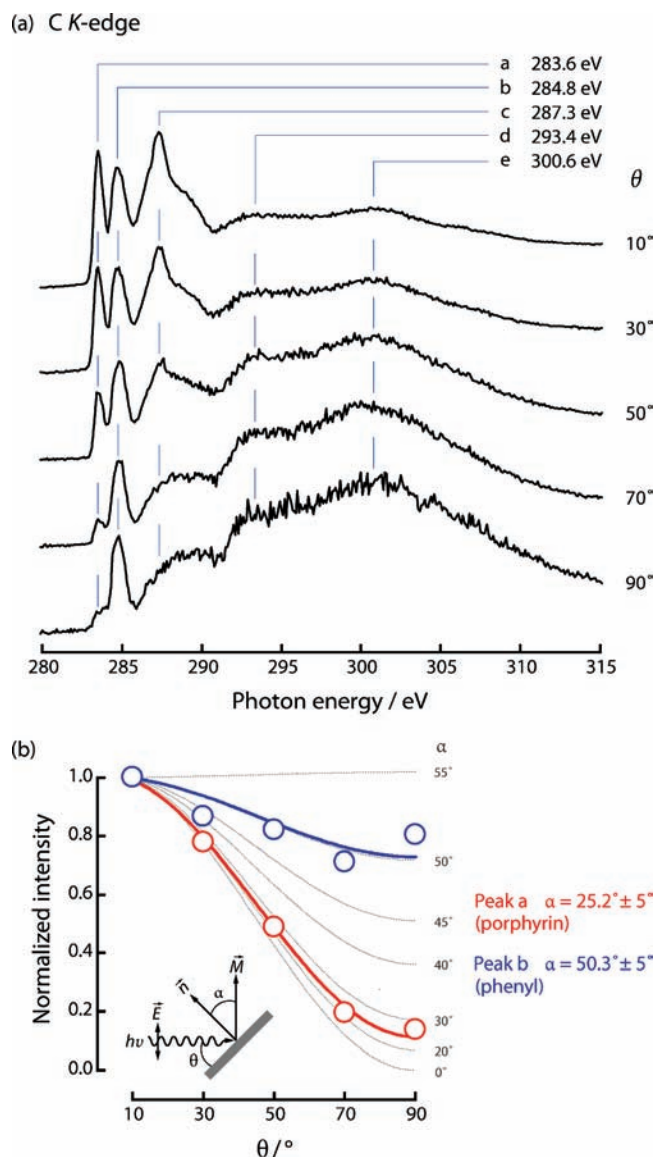 (a) C K-edge
a 283.6 eV
b 284.8 eV
c 287.3 eV
d 293.4 eV
e 300.6 eV
θ
10°
30°
50°
70°
90°
280 285 290 295 300 305 310 315
Photon energy / eV
(b)
α
55°
1.0
0.8
50°
Peak a α = 25.2° ± 5°
(porphyrin)
0.6
45°
Normalized intensity
Peak b α = 50.3° ± 5°
(phenyl)
0.4
40°
0.2
30°
20°
0.0
0°
n
α
M
E
hν
θ
10 30 50 70 90
θ / °